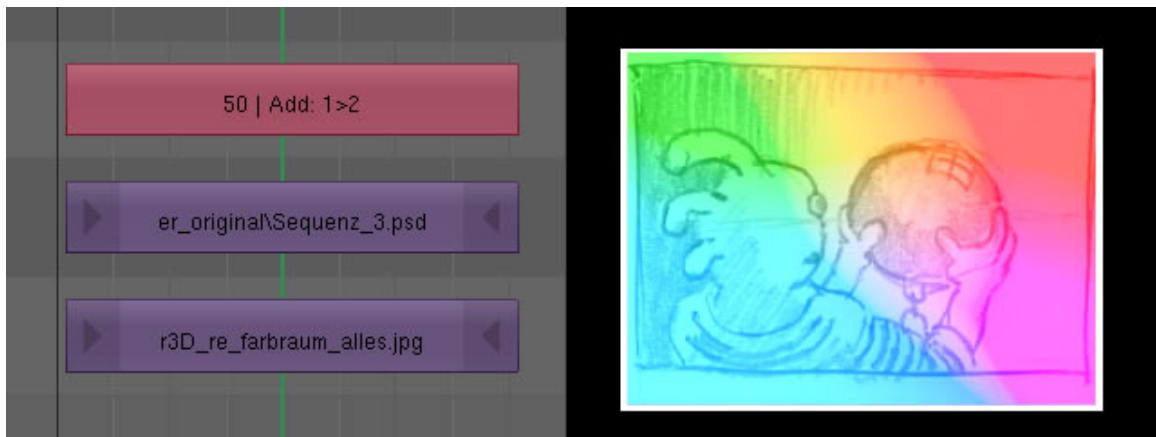 50 | Add: 1>2
er_original\Sequenz_3.psd
r3D_re_farbraum_alles.jpg